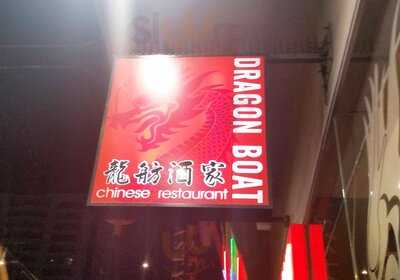 DRAGON BOAT
龍舫酒家
chinese restaurant